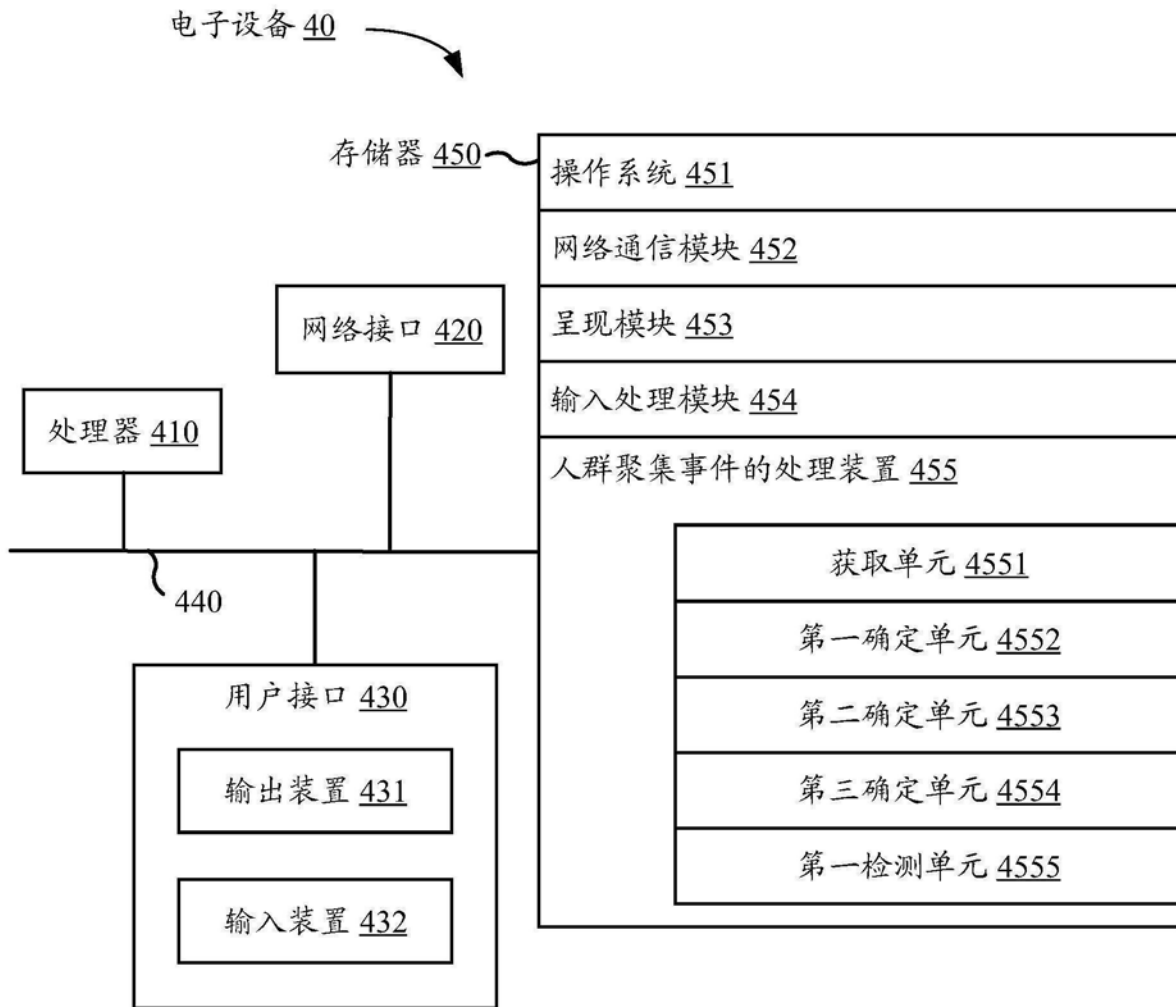 电子设备 40
存储器 450
操作系统 451
网络通信模块 452
呈现模块 453
输入处理模块 454
人群聚集事件的处理装置 455
获取单元 4551
第一确定单元 4552
第二确定单元 4553
第三确定单元 4554
第一检测单元 4555
网络接口 420
处理器 410
440
用户接口 430
输出装置 431
输入装置 432